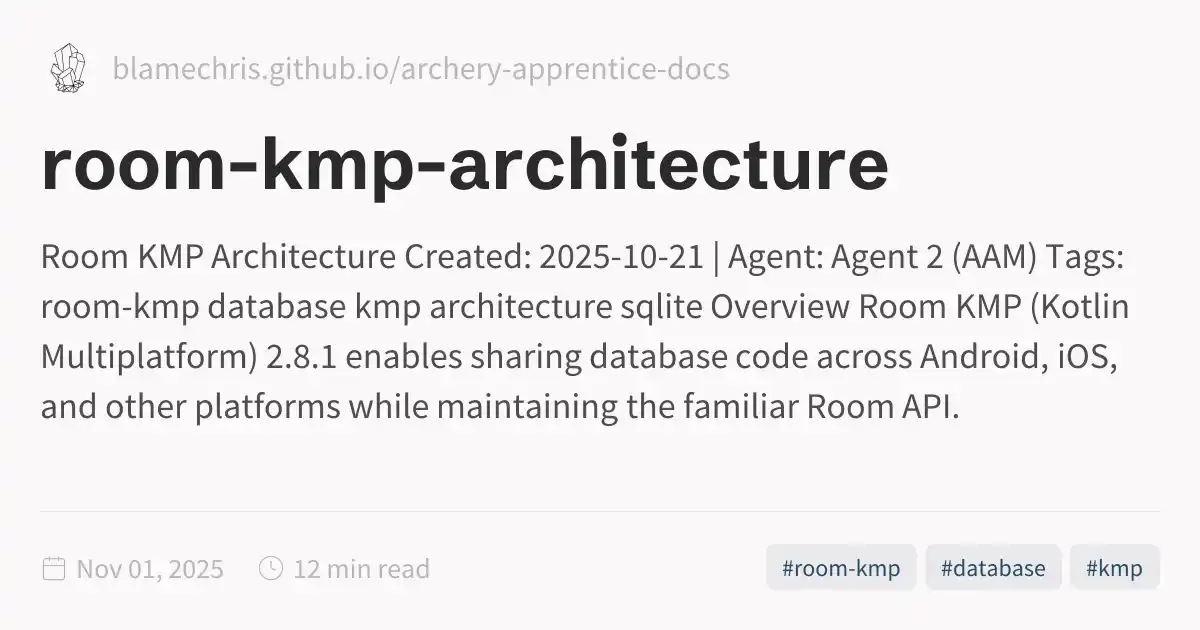 blamechris.github.io/archery-apprentice-docs
room-kmp-architecture
Room KMP Architecture Created: 2025-10-21 | Agent: Agent 2 (AAM) Tags:
room-kmp database kmp architecture sqlite Overview Room KMP (Kotlin
Multiplatform) 2.8.1 enables sharing database code across Android, iOS,
and other platforms while maintaining the familiar Room API.
Nov 01, 2025 12 min read #room-kmp #database #kmp